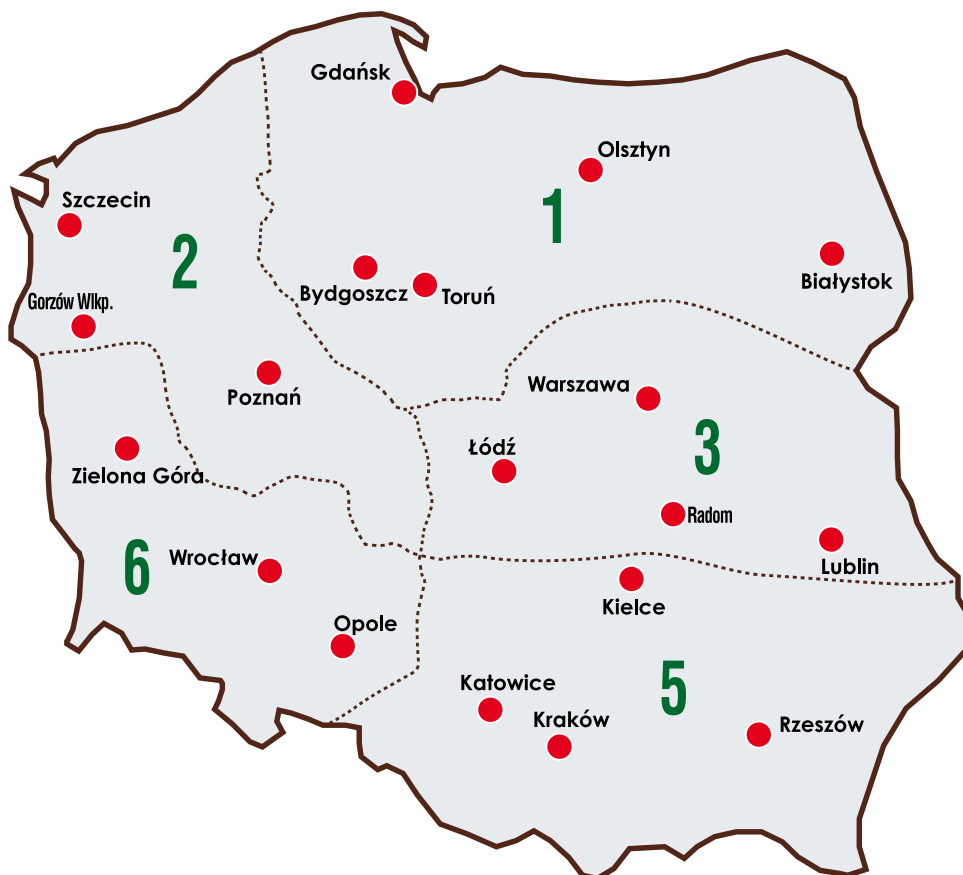 Gdańsk
Olsztyn
1
Szczecin
2
Białystok
Bydgoszcz
Toruń
Gorzów Wlkp.
Poznań
Warszawa
Łódź
3
Zielona Góra
Radom
6
Wrocław
Lublin
Kielce
Opole
Katowice
5
Kraków
Rzeszów